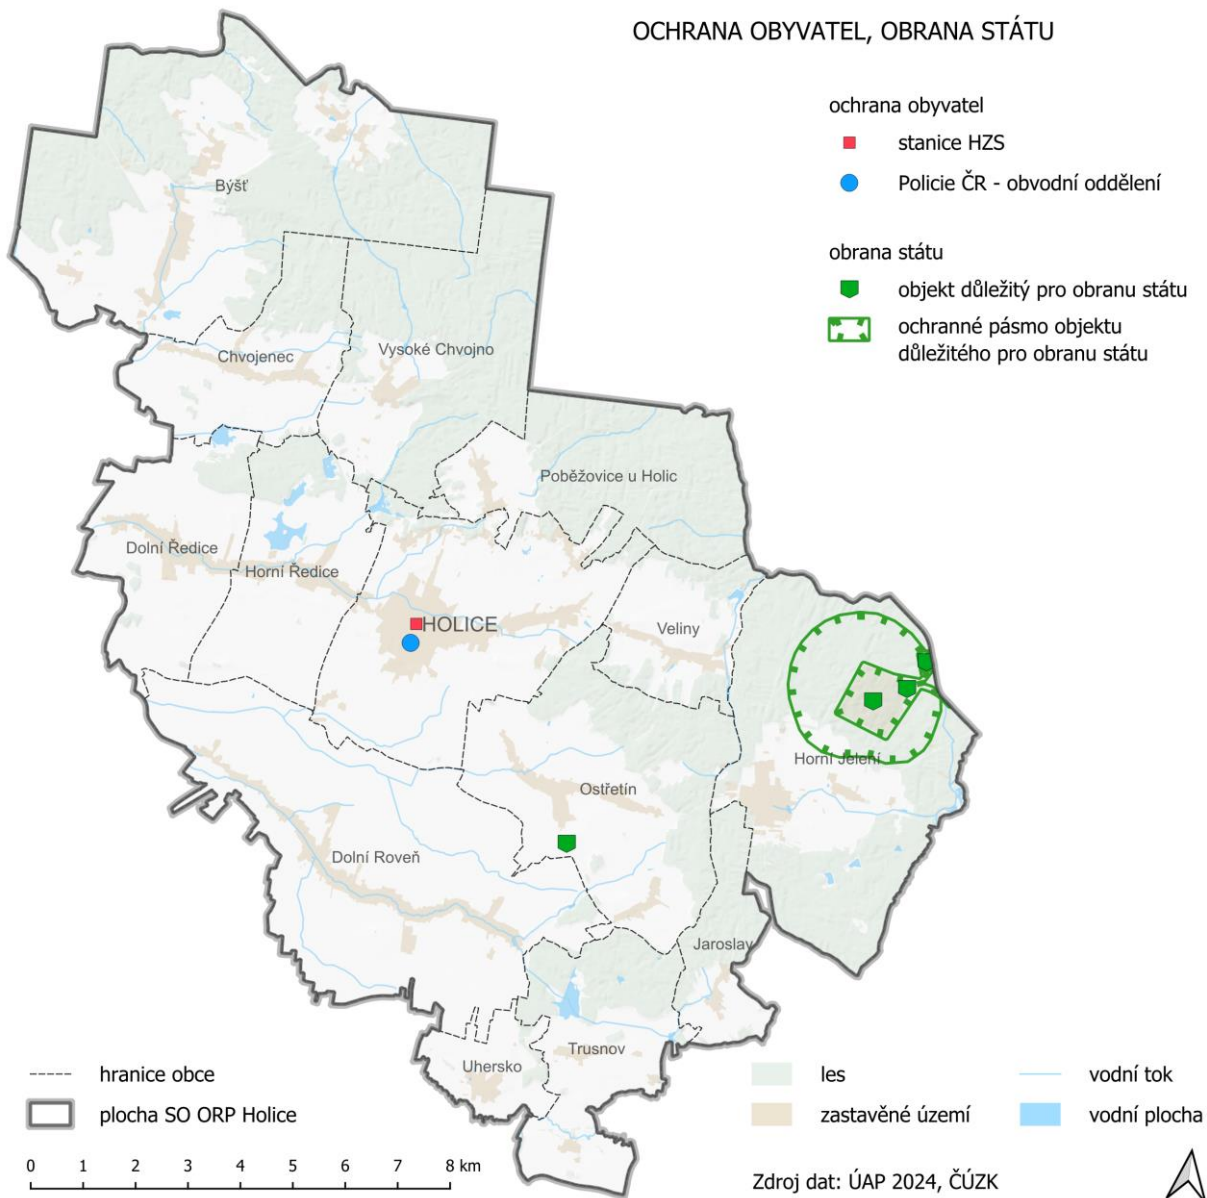 OCHRANA OBYVATEL, OBRANA STÁTU
ochrana obyvatel
stanice HZS
Policie ČR - obvodní oddělení
obrana státu
objekt důležitý pro obranu státu
ochranné pásmo objektu
důležitého pro obranu státu
Býšť
Chvojenec
Vysoké Chvojno
Poběžovice u Holic
Dolní Ředice
Horní Ředice
HOLICE
Veliny
Horní Jelení
Ostřetín
Dolní Roveň
Jaroslav
Trusnov
Uhersko
hranice obce
plocha SO ORP Holice
0 1 2 3 4 5 6 7 8 km
les
zastavěné území
vodní tok
vodní plocha
Zdroj dat: ÚAP 2024, ČÚZK